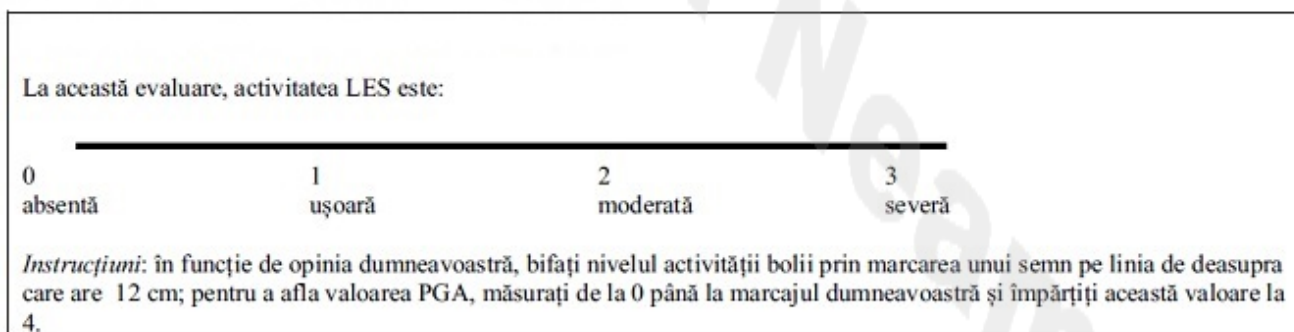 La această evaluare, activitatea LES este:
0 1 2 3
absentă ușoară moderată severă
Instrucțiuni: în funcție de opinia dumneavoastră, bifați nivelul activității bolii prin marcarea unui semn pe linia de deasupra
care are 12 cm; pentru a afla valoarea PGA, măsurați de la 0 până la marcajul dumneavoastră și împărțiți această valoare la
4.